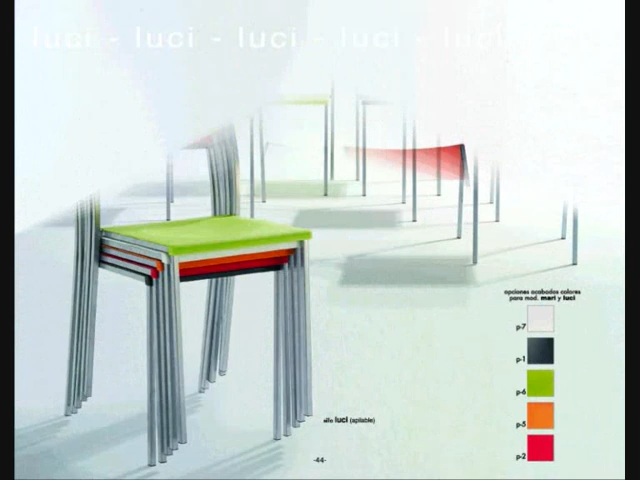 luci - luci - luci - luci - luci
opciones acabados colores
para mod. mari y luci
p-7
p-1
p-6
p-5
p-2
silla luci (apilable)
-44-